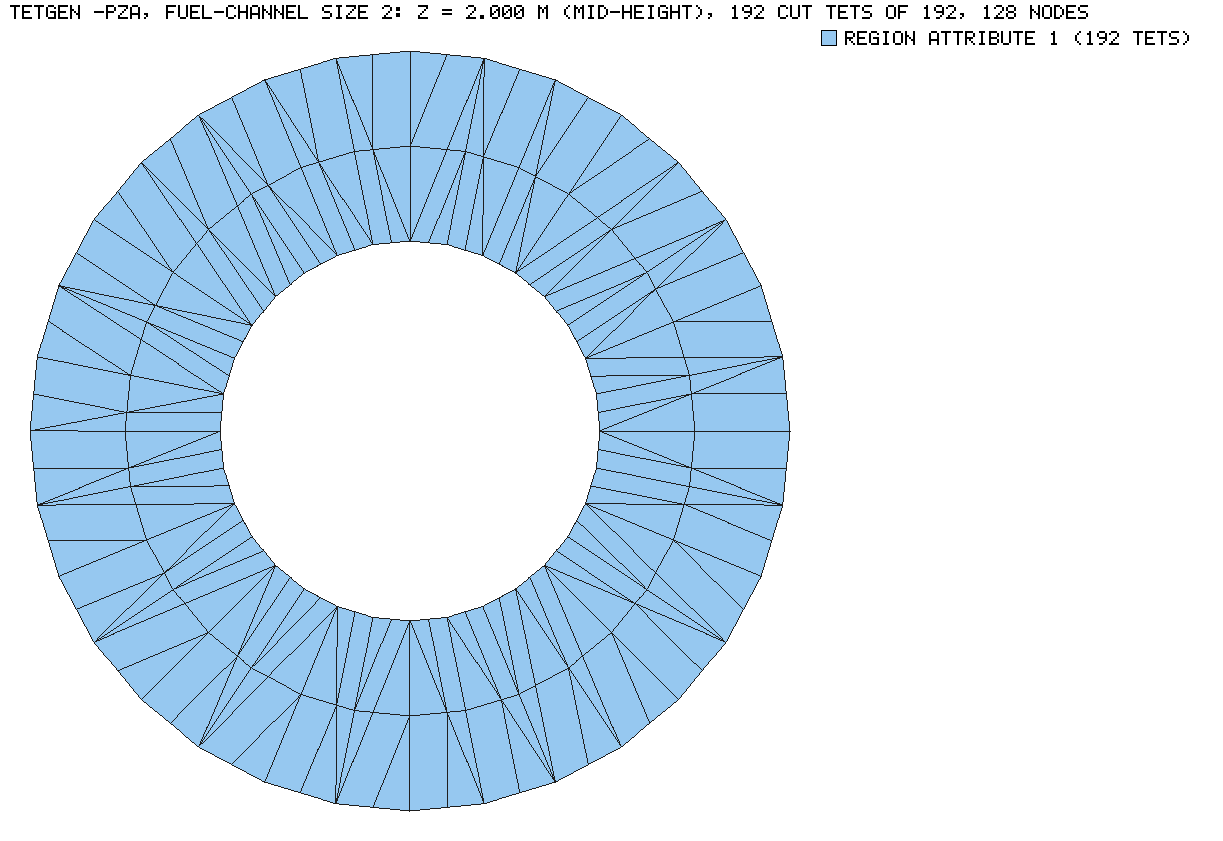 TETGEN -PZA, FUEL-CHANNEL SIZE 2: Z = 2.000 M (MID-HEIGHT), 192 CUT TETS OF 192, 128 NODES
REGION ATTRIBUTE 1 (192 TETS)